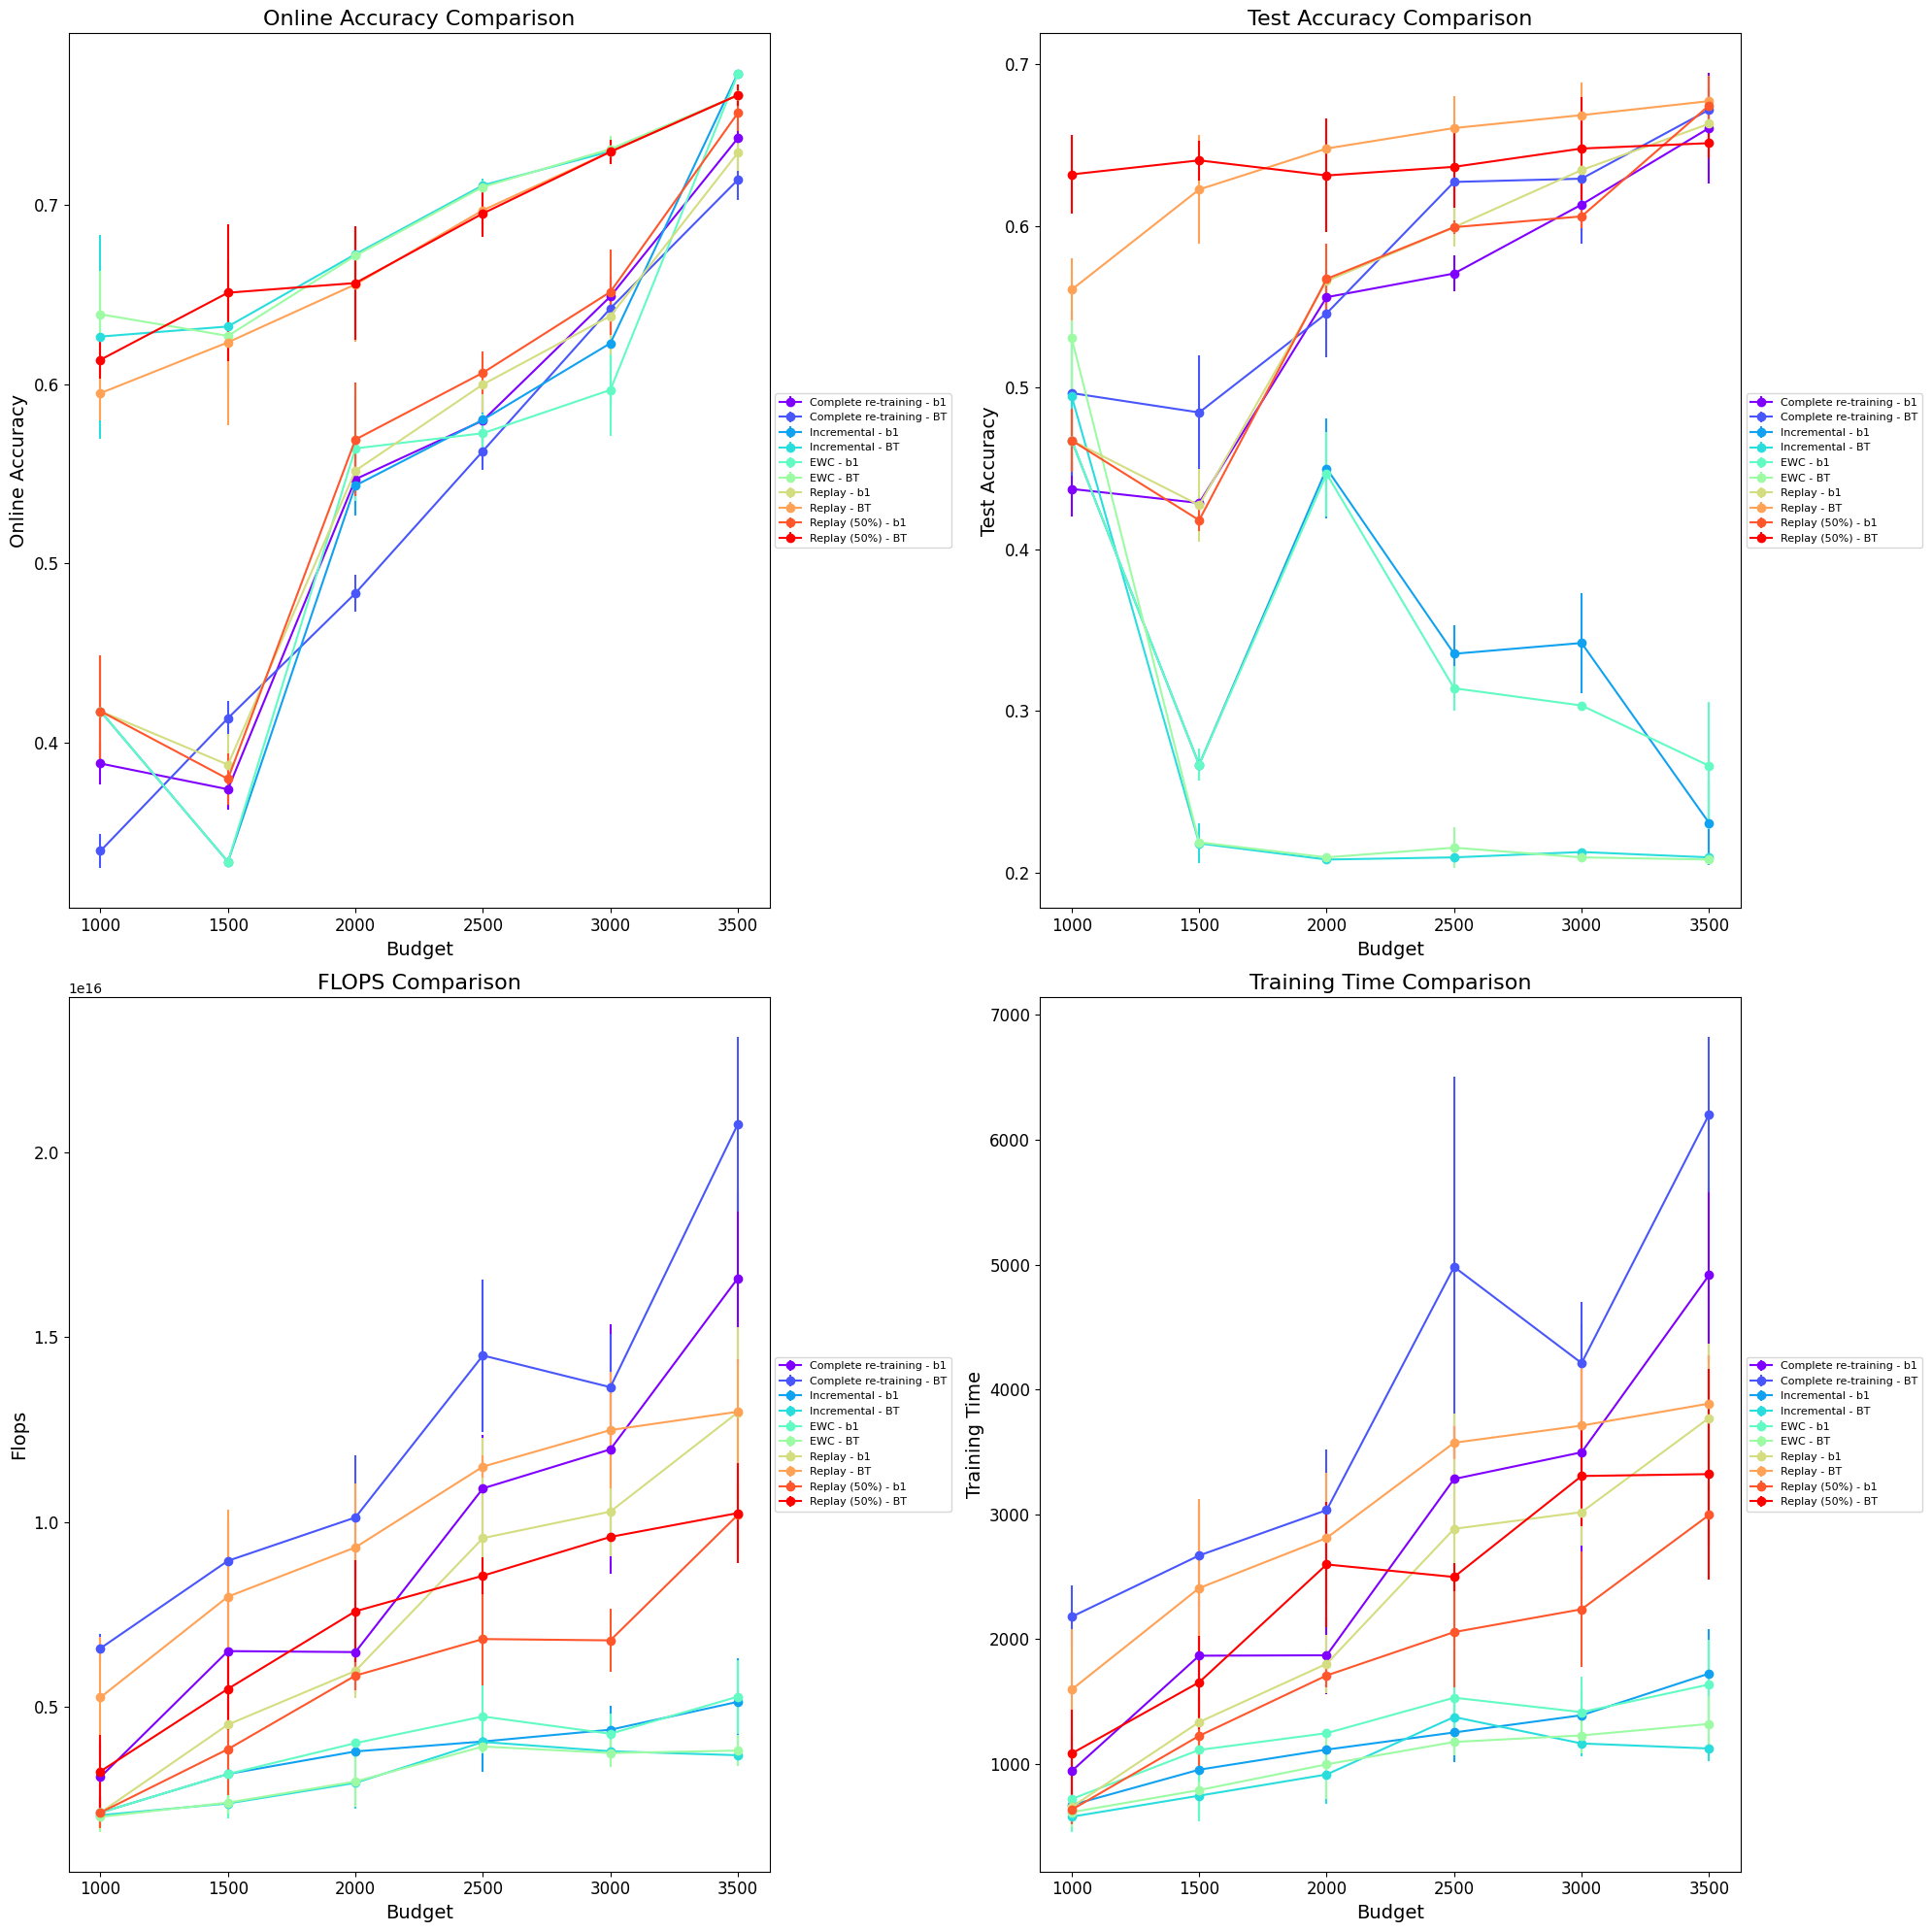 Online Accuracy Comparison
Online Accuracy
0.7
0.6
0.5
0.4
1000 1500 2000 2500 3000 3500
Budget
Complete re-training - b1
Complete re-training - BT
Incremental - b1
Incremental - BT
EWC - b1
EWC - BT
Replay - b1
Replay - BT
Replay (50%) - b1
Replay (50%) - BT
Test Accuracy Comparison
Test Accuracy
0.7
0.6
0.5
0.4
0.3
0.2
1000 1500 2000 2500 3000 3500
Budget
Complete re-training - b1
Complete re-training - BT
Incremental - b1
Incremental - BT
EWC - b1
EWC - BT
Replay - b1
Replay - BT
Replay (50%) - b1
Replay (50%) - BT
FLOPS Comparison
1e16
Flops
2.0
1.5
1.0
0.5
1000 1500 2000 2500 3000 3500
Budget
Complete re-training - b1
Complete re-training - BT
Incremental - b1
Incremental - BT
EWC - b1
EWC - BT
Replay - b1
Replay - BT
Replay (50%) - b1
Replay (50%) - BT
Training Time Comparison
Training Time
7000
6000
5000
4000
3000
2000
1000
1000 1500 2000 2500 3000 3500
Budget
Complete re-training - b1
Complete re-training - BT
Incremental - b1
Incremental - BT
EWC - b1
EWC - BT
Replay - b1
Replay - BT
Replay (50%) - b1
Replay (50%) - BT